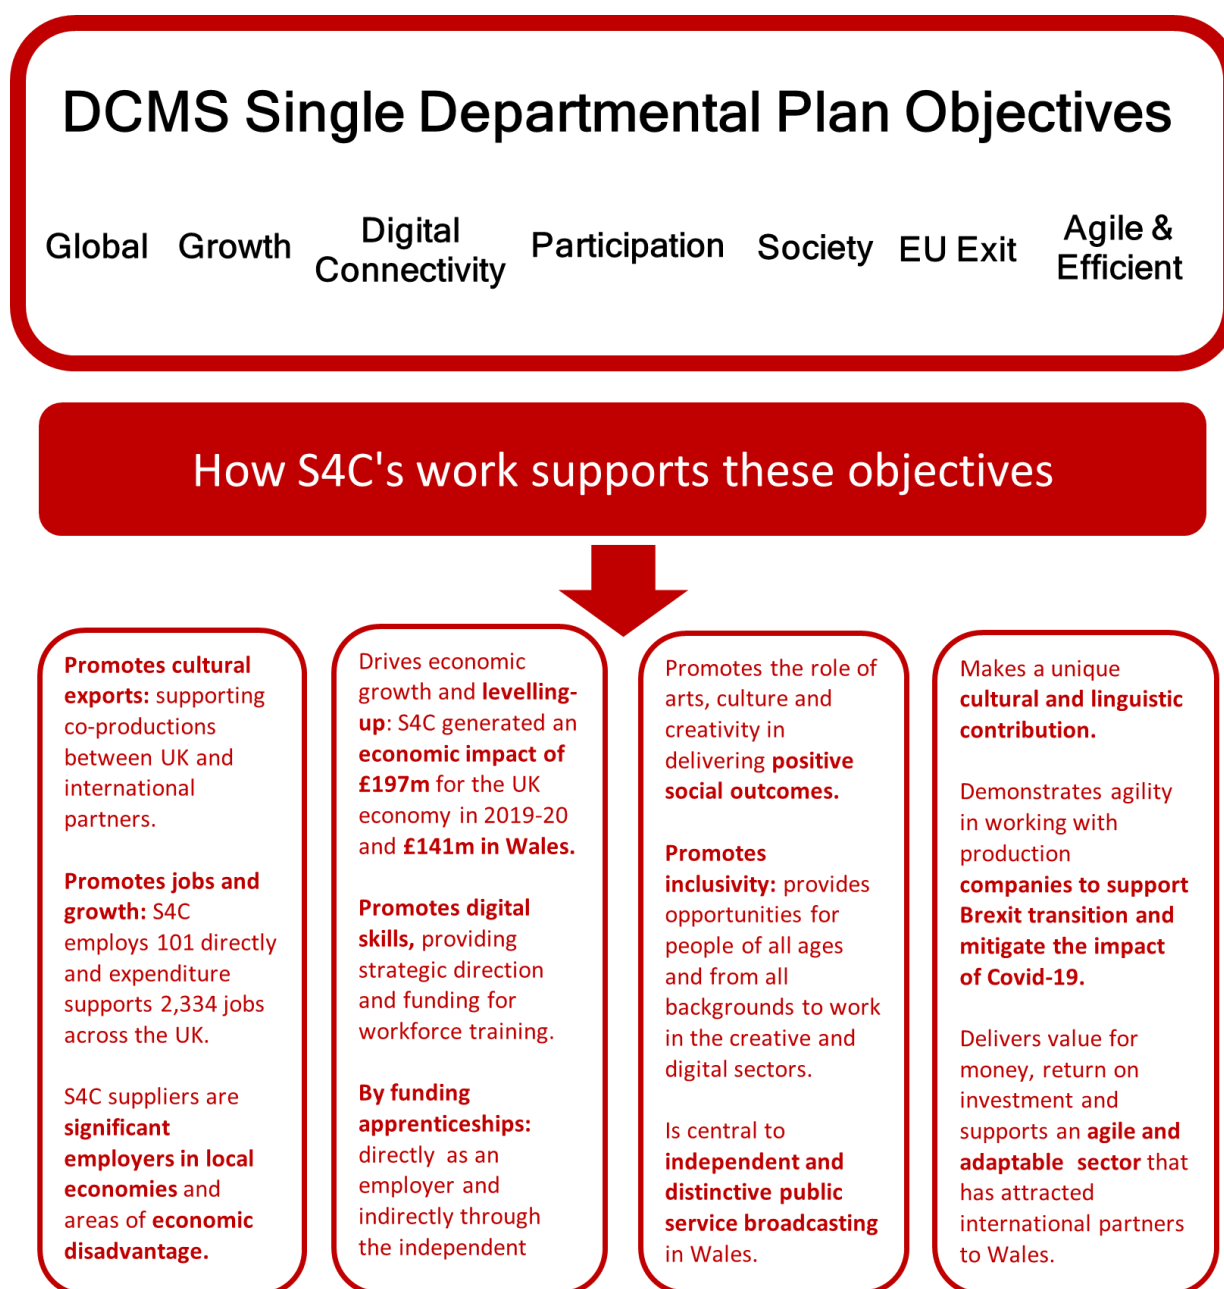 DCMS Single Departmental Plan Objectives
Global
Growth
Digital
Connectivity
Participation
Society
EU Exit
Agile &
Efficient
How S4C's work supports these objectives
Promotes cultural
exports: supporting
co-productions
between UK and
international
partners.
Promotes jobs and
growth: S4C
employs 101 directly
and expenditure
supports 2,334 jobs
across the UK.
S4C suppliers are
significant
employers in local
economies and
areas of economic
disadvantage.
Drives economic
growth and levelling-
up: S4C generated an
economic impact of
£197m for the UK
economy in 2019-20
and £141m in Wales.
Promotes digital
skills, providing
strategic direction
and funding for
workforce training.
By funding
apprenticeships:
directly as an
employer and
indirectly through
the independent
Promotes the role of
arts, culture and
creativity in
delivering positive
social outcomes.
Promotes
inclusivity: provides
opportunities for
people of all ages
and from all
backgrounds to work
in the creative and
digital sectors.
Is central to
independent and
distinctive public
service broadcasting
in Wales.
Makes a unique
cultural and linguistic
contribution.
Demonstrates agility
in working with
production
companies to support
Brexit transition and
mitigate the impact
of Covid-19.
Delivers value for
money, return on
investment and
supports an agile and
adaptable sector that
has attracted
international partners
to Wales.